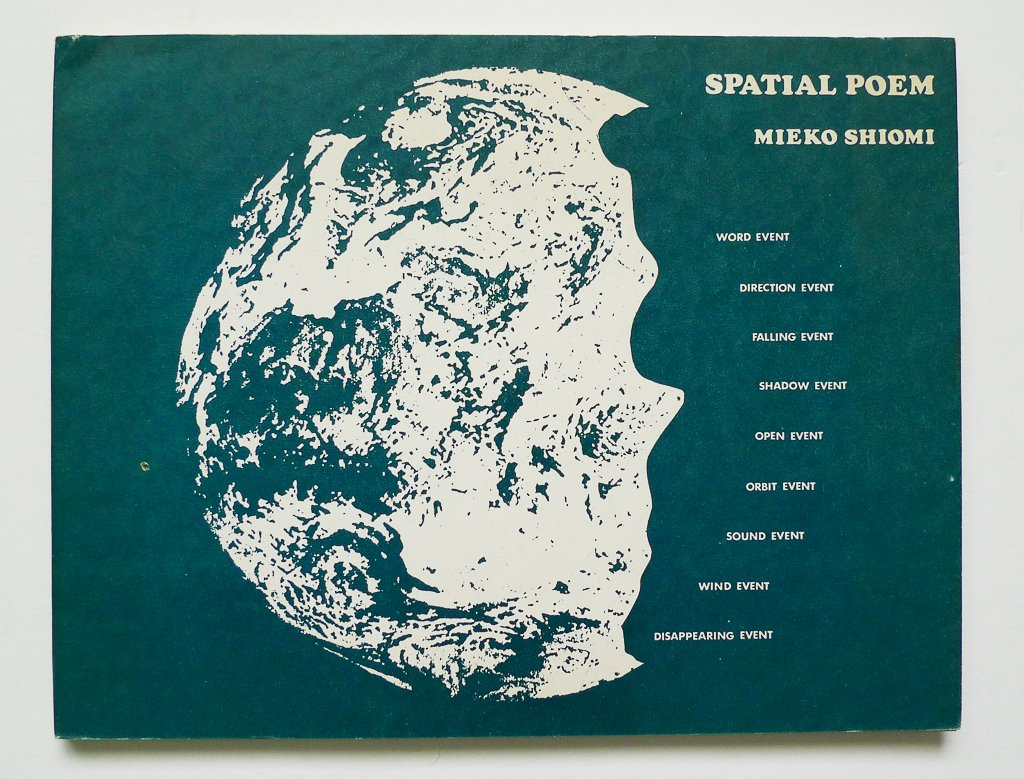 SPATIAL POEM
MIEKO SHIOMI
WORD EVENT
DIRECTION EVENT
FALLING EVENT
SHADOW EVENT
OPEN EVENT
ORBIT EVENT
SOUND EVENT
WIND EVENT
DISAPPEARING EVENT